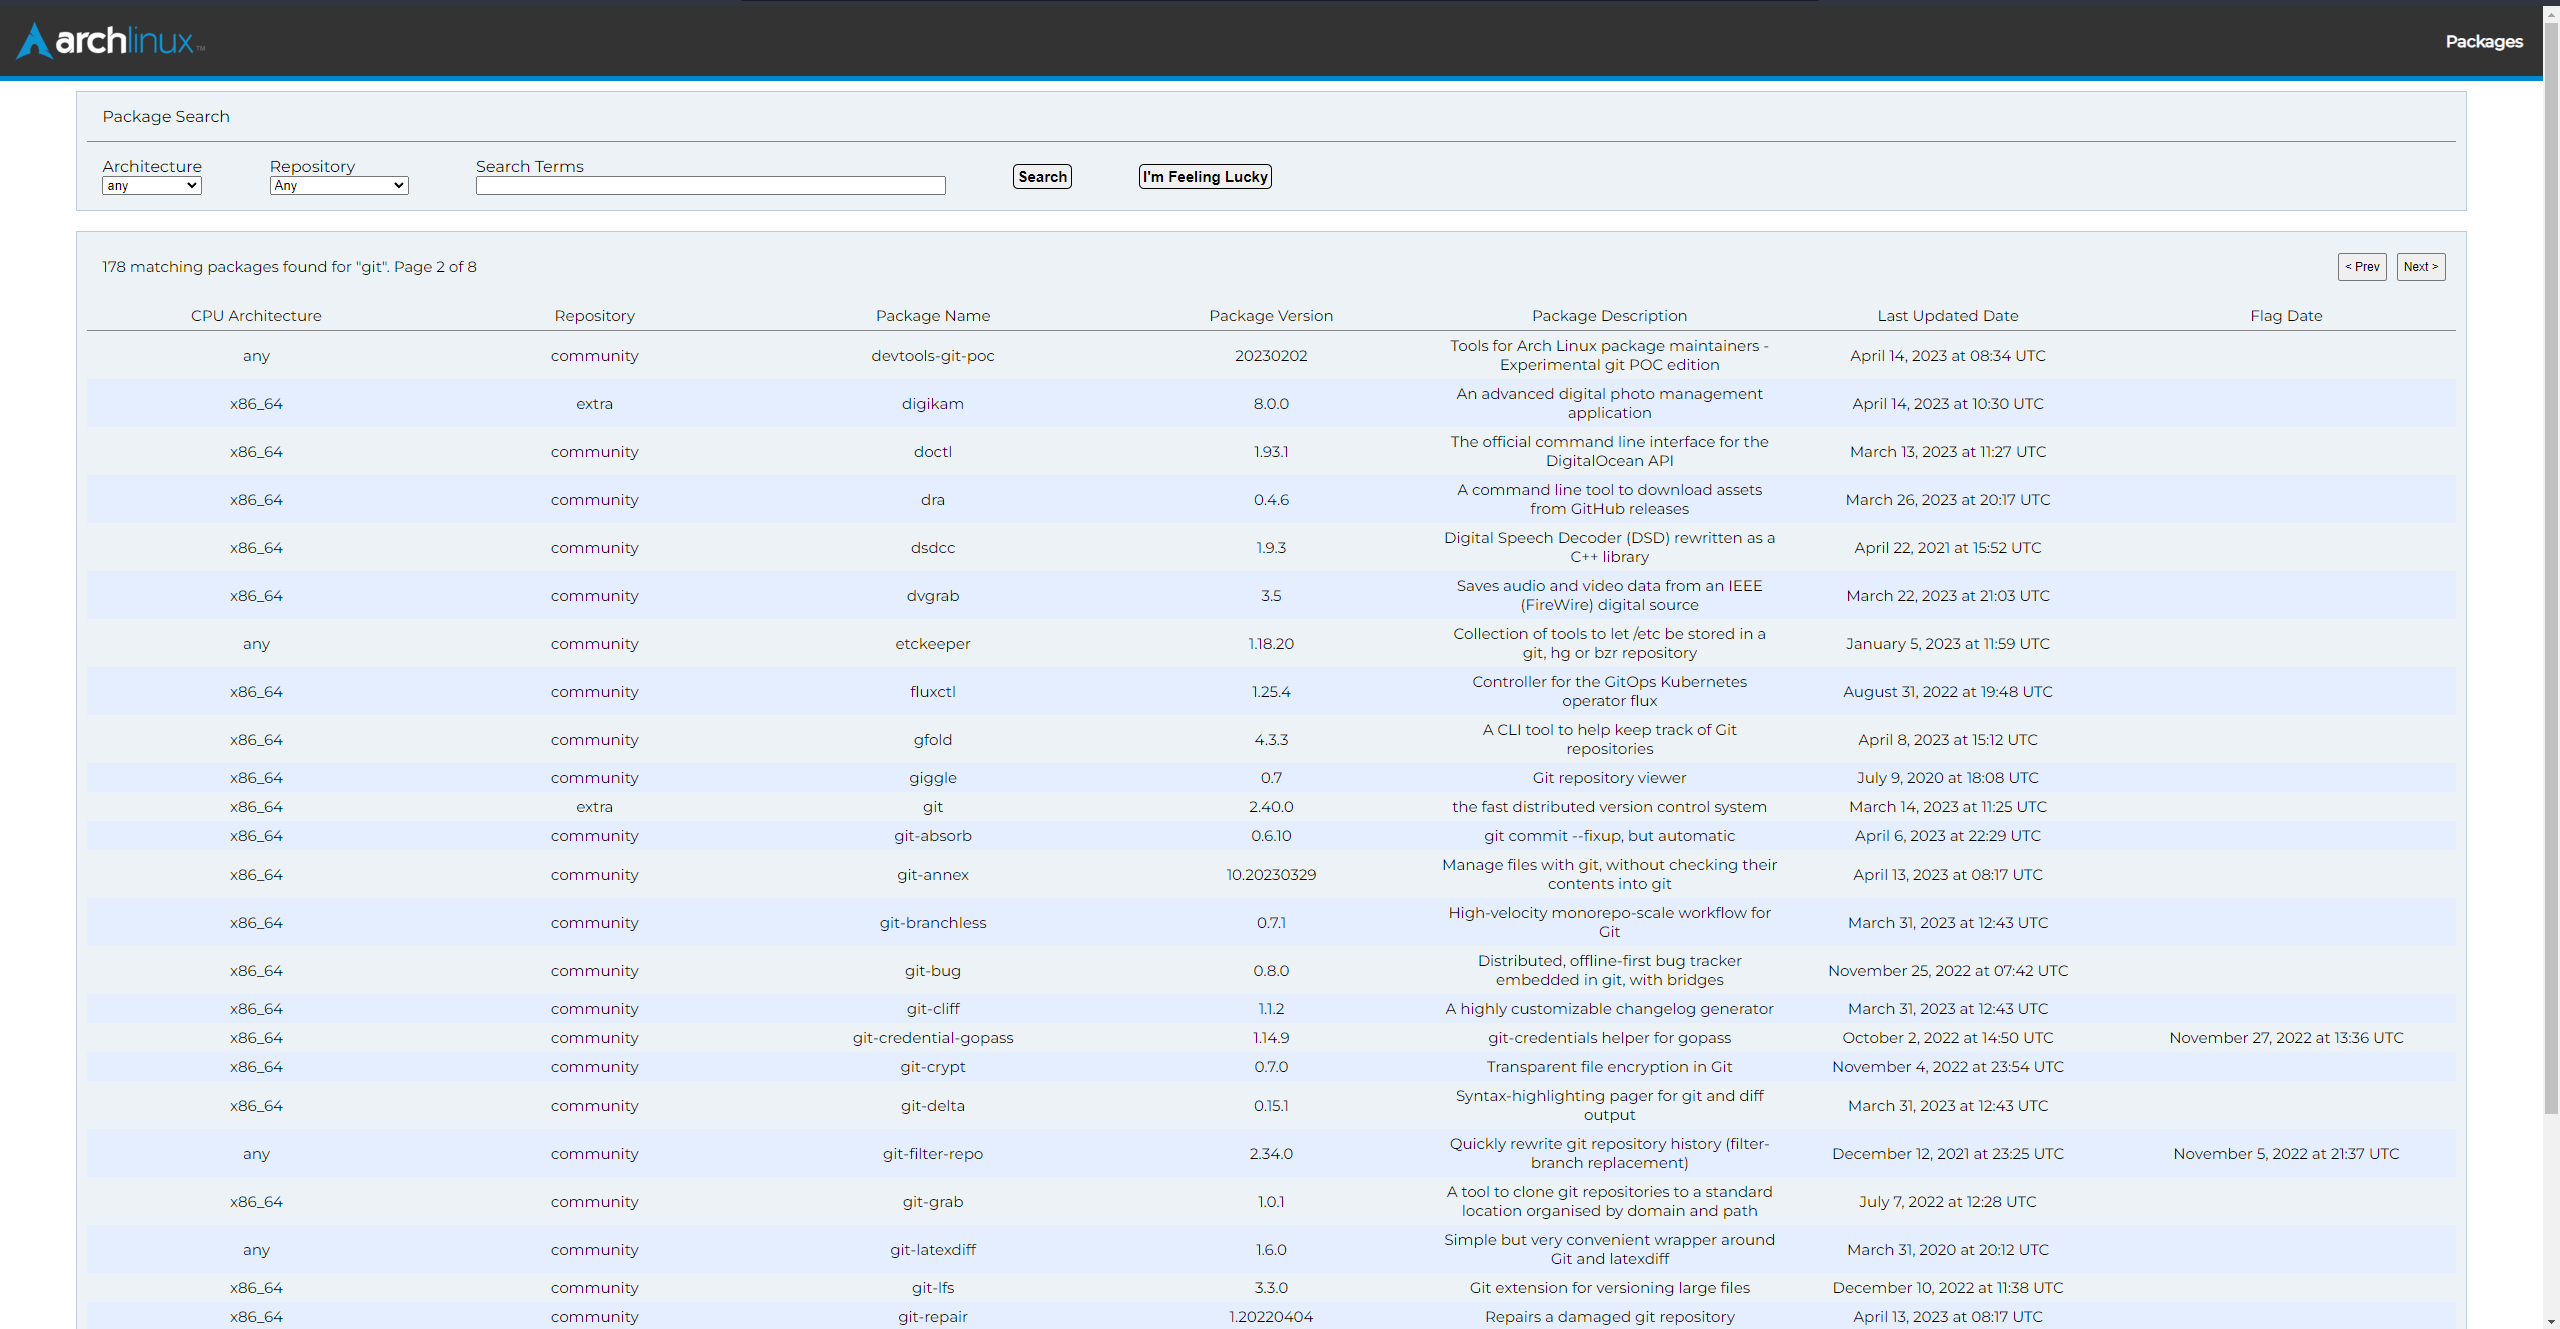 archlinux™
Packages
Package Search
Architecture Repository Search Terms
any Any Search I'm Feeling Lucky
178 matching packages found for "git". Page 2 of 8 < Prev Next >
CPU Architecture Repository Package Name Package Version Package Description Last Updated Date Flag Date
any community devtools-git-poc 20230202 Tools for Arch Linux package maintainers -
Experimental git POC edition April 14, 2023 at 08:34 UTC
x86_64 extra digikam 8.0.0 An advanced digital photo management
application April 14, 2023 at 10:30 UTC
x86_64 community doctl 1.93.1 The official command line interface for the
DigitalOcean API March 13, 2023 at 11:27 UTC
x86_64 community dra 0.4.6 A command line tool to download assets
from GitHub releases March 26, 2023 at 20:17 UTC
x86_64 community dsdcc 1.9.3 Digital Speech Decoder (DSD) rewritten as a
C++ library April 22, 2021 at 15:52 UTC
x86_64 community dvgrab 3.5 Saves audio and video data from an IEEE
(FireWire) digital source March 22, 2023 at 21:03 UTC
any community etckeeper 1.18.20 Collection of tools to let /etc be stored in a
git, hg or bzr repository January 5, 2023 at 11:59 UTC
x86_64 community fluxctl 1.25.4 Controller for the GitOps Kubernetes
operator flux August 31, 2022 at 19:48 UTC
x86_64 community gfold 4.3.3 A CLI tool to help keep track of Git
repositories April 8, 2023 at 15:12 UTC
x86_64 community giggle 0.7 Git repository viewer July 9, 2020 at 18:08 UTC
x86_64 extra git 2.40.0 the fast distributed version control system March 14, 2023 at 11:25 UTC
x86_64 community git-absorb 0.6.10 git commit --fixup, but automatic April 6, 2023 at 22:29 UTC
x86_64 community git-annex 10.20230329 Manage files with git, without checking their
contents into git April 13, 2023 at 08:17 UTC
x86_64 community git-branchless 0.7.1 High-velocity monorepo-scale workflow for
Git March 31, 2023 at 12:43 UTC
x86_64 community git-bug 0.8.0 Distributed, offline-first bug tracker
embedded in git, with bridges November 25, 2022 at 07:42 UTC
x86_64 community git-cliff 1.1.2 A highly customizable changelog generator March 31, 2023 at 12:43 UTC
x86_64 community git-credential-gopass 1.14.9 git-credentials helper for gopass October 2, 2022 at 14:50 UTC November 27, 2022 at 13:36 UTC
x86_64 community git-crypt 0.7.0 Transparent file encryption in Git November 4, 2022 at 23:54 UTC
x86_64 community git-delta 0.15.1 Syntax-highlighting pager for git and diff
output March 31, 2023 at 12:43 UTC
any community git-filter-repo 2.34.0 Quickly rewrite git repository history (filter-
branch replacement) December 12, 2021 at 23:25 UTC November 5, 2022 at 21:37 UTC
x86_64 community git-grab 1.0.1 A tool to clone git repositories to a standard
location organised by domain and path July 7, 2022 at 12:28 UTC
any community git-latexdiff 1.6.0 Simple but very convenient wrapper around
Git and latexdiff March 31, 2020 at 20:12 UTC
x86_64 community git-lfs 3.3.0 Git extension for versioning large files December 10, 2022 at 11:38 UTC
x86_64 community git-repair 1.20220404 Repairs a damaged git repository April 13, 2023 at 08:17 UTC